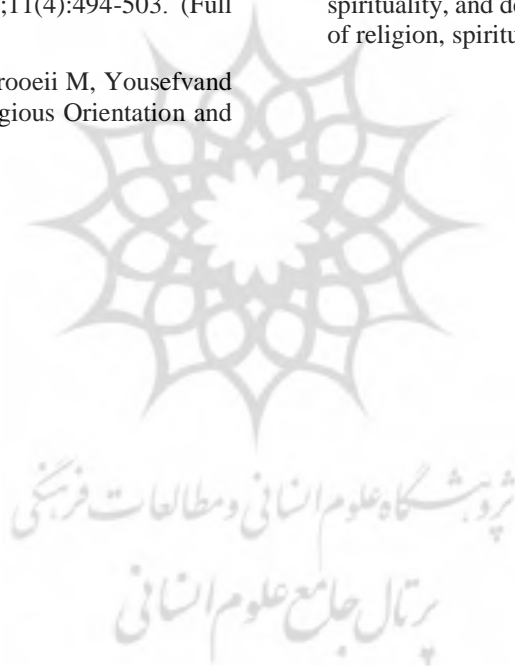 ;11(4):494-503. (Full
rooeii M, Yousefvand
gious Orientation and
spirituality, and de
of religion, spiritu
پژوهشگاه علوم انسانی و مطالعات فرهنگی
پرتال جامع علوم انسانی